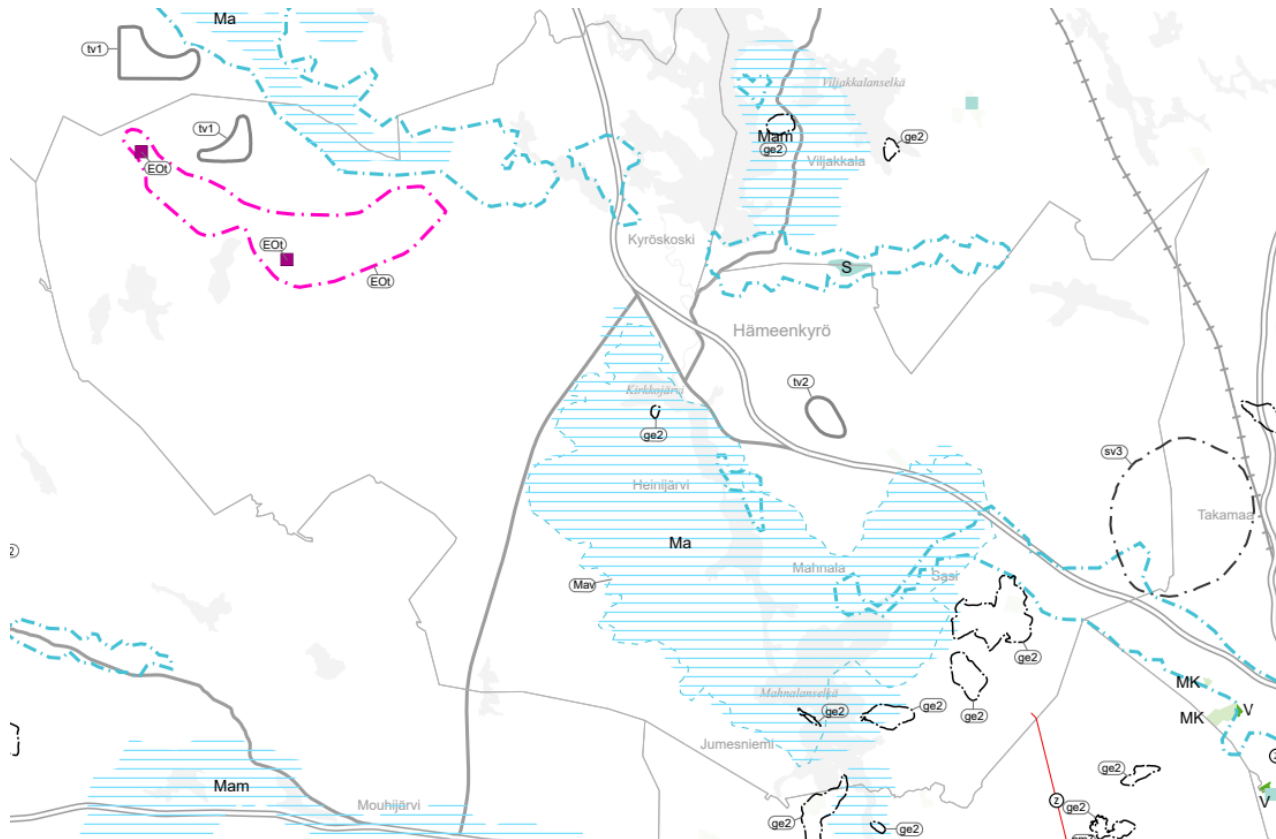 Ma
tv1
Viljakkalanselkä
tv1
Mam
ge2
ge2
Viljakkala
EOt
Kyröskoski
EOt
EOt
S
Hämeenkyrö
tv2
Kirkkojärvi
ge2
sv3
Heinijärvi
Takamaa
Ma
Mahnala
Sasi
Mav
ge2
MK
Mahnalanselkä
ge2
ge2
ge2
V
MK
Jumesniemi
ge2
Mam
z
ge2
Mouhijärvi
V
ge2
ge2